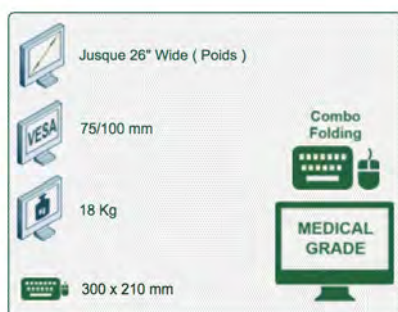 Jusque 26" Wide ( Poids )
VESA
75/100 mm
18 Kg
300 x 210 mm
Combo
Folding
MEDICAL
GRADE